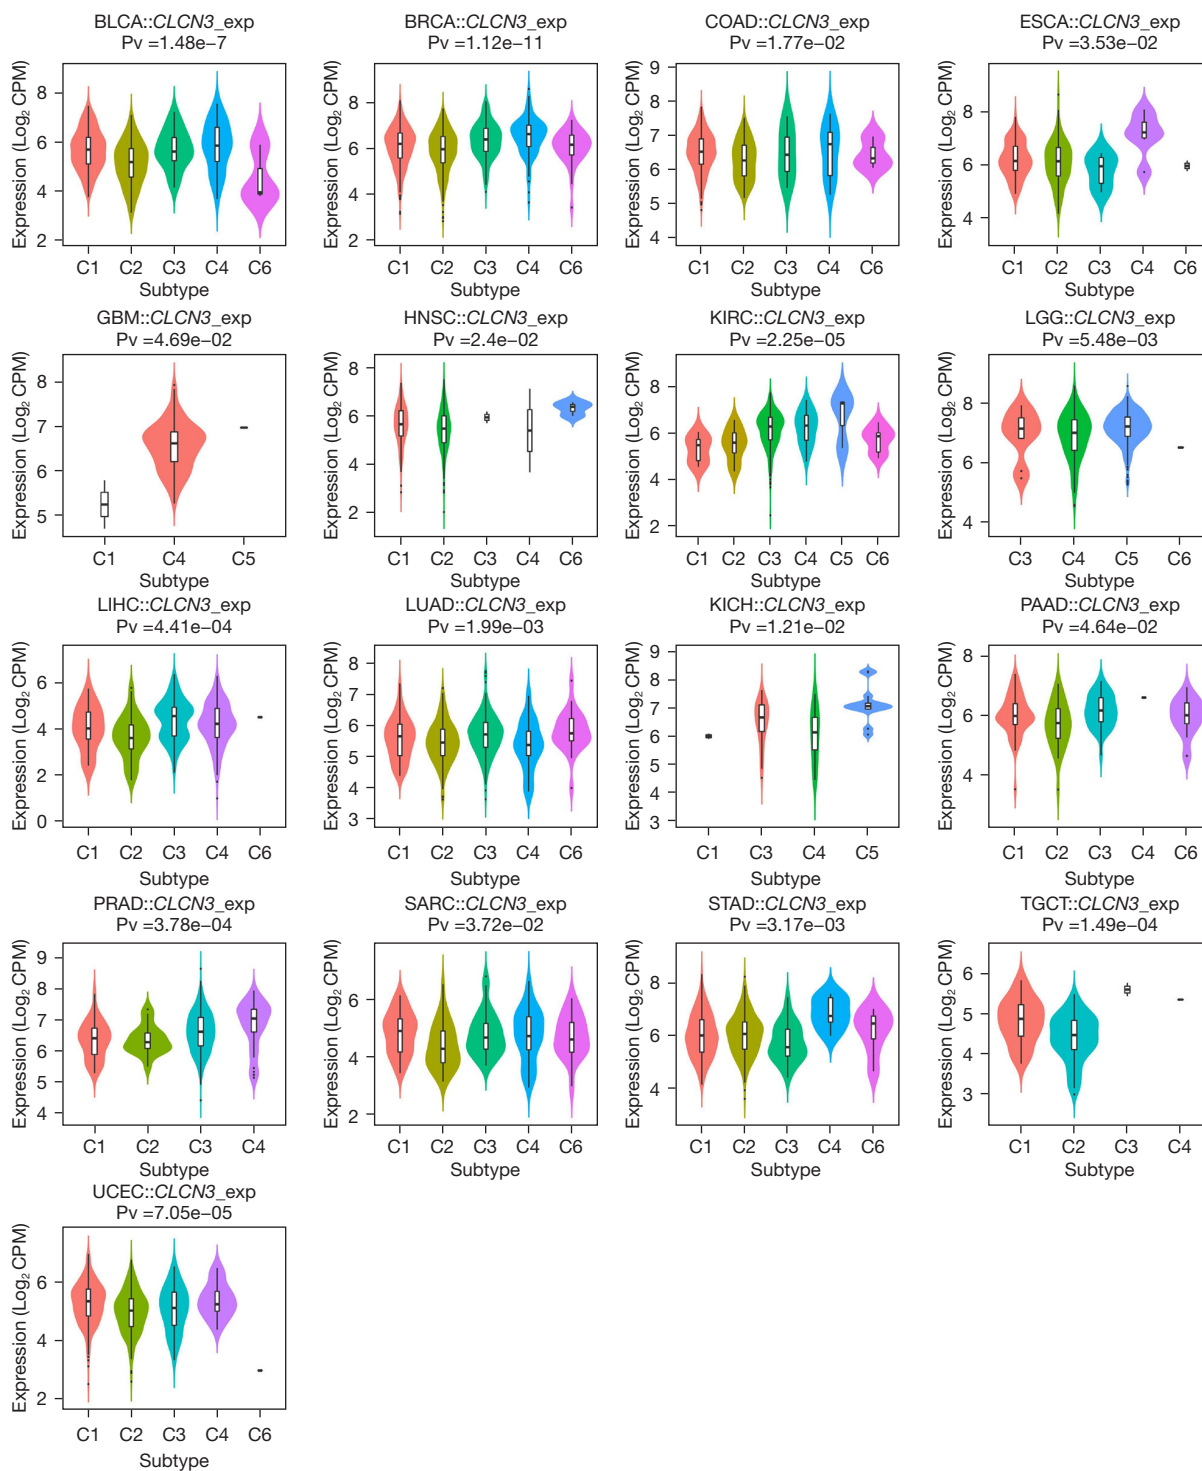 BLCA::CLCN3_exp
Pv =1.48e−7
Expression (Log₂ CPM)
8
6
4
2
C1 C2 C3 C4 C6
Subtype
BRCA::CLCN3_exp
Pv =1.12e−11
Expression (Log₂ CPM)
8
6
4
2
C1 C2 C3 C4 C6
Subtype
COAD::CLCN3_exp
Pv =1.77e−02
Expression (Log₂ CPM)
9
8
7
6
5
4
C1 C2 C3 C4 C6
Subtype
ESCA::CLCN3_exp
Pv =3.53e−02
Expression (Log₂ CPM)
8
6
4
C1 C2 C3 C4 C6
Subtype
GBM::CLCN3_exp
Pv =4.69e−02
Expression (Log₂ CPM)
8
7
6
5
C1 C4 C5
Subtype
HNSC::CLCN3_exp
Pv =2.4e−02
Expression (Log₂ CPM)
8
6
4
2
C1 C2 C3 C4 C6
Subtype
KIRC::CLCN3_exp
Pv =2.25e−05
Expression (Log₂ CPM)
8
6
4
2
C1 C2 C3 C4 C5 C6
Subtype
LGG::CLCN3_exp
Pv =5.48e−03
Expression (Log₂ CPM)
8
6
4
C3 C4 C5 C6
Subtype
LIHC::CLCN3_exp
Pv =4.41e−04
Expression (Log₂ CPM)
6
4
2
0
C1 C2 C3 C4 C6
Subtype
LUAD::CLCN3_exp
Pv =1.99e−03
Expression (Log₂ CPM)
8
7
6
5
4
3
C1 C2 C3 C4 C6
Subtype
KICH::CLCN3_exp
Pv =1.21e−02
Expression (Log₂ CPM)
9
8
7
6
5
4
3
C1 C3 C4 C5
Subtype
PAAD::CLCN3_exp
Pv =4.64e−02
Expression (Log₂ CPM)
8
6
4
C1 C2 C3 C4 C6
Subtype
PRAD::CLCN3_exp
Pv =3.78e−04
Expression (Log₂ CPM)
9
8
7
6
5
4
C1 C2 C3 C4
Subtype
SARC::CLCN3_exp
Pv =3.72e−02
Expression (Log₂ CPM)
6
4
2
C1 C2 C3 C4 C6
Subtype
STAD::CLCN3_exp
Pv =3.17e−03
Expression (Log₂ CPM)
8
6
4
C1 C2 C3 C4 C6
Subtype
TGCT::CLCN3_exp
Pv =1.49e−04
Expression (Log₂ CPM)
6
5
4
3
C1 C2 C3 C4
Subtype
UCEC::CLCN3_exp
Pv =7.05e−05
Expression (Log₂ CPM)
6
4
2
C1 C2 C3 C4 C6
Subtype